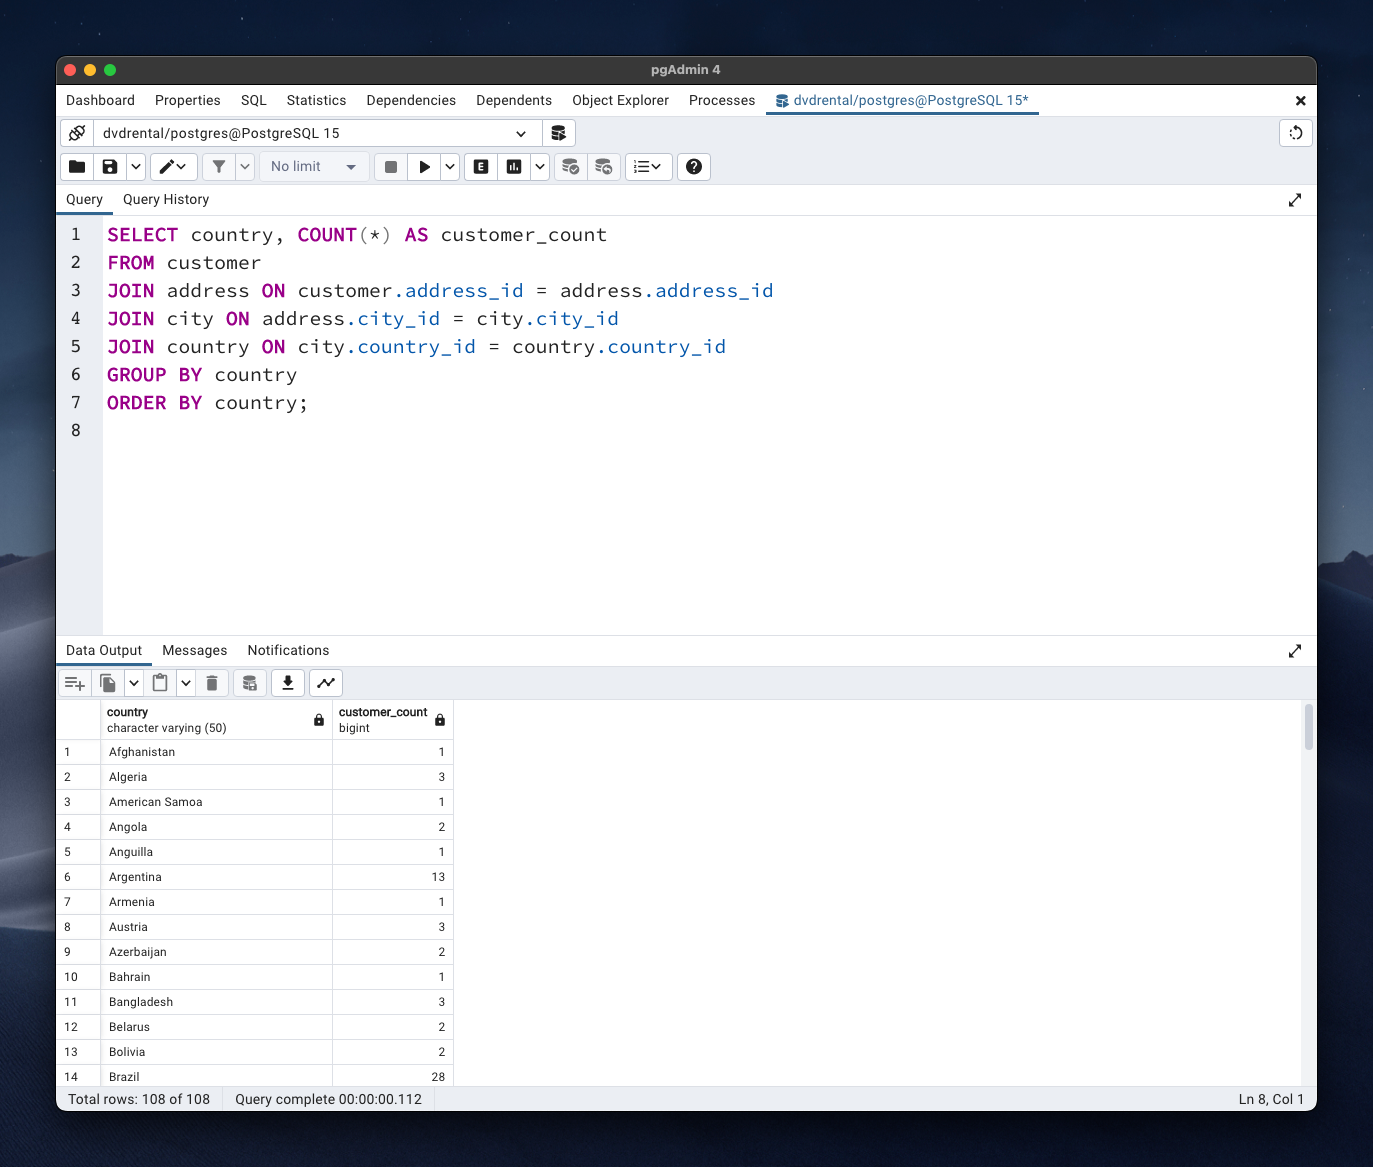 pgAdmin 4
Dashboard Properties SQL Statistics Dependencies Dependents Object Explorer Processes dvdrental/postgres@PostgreSQL 15*
dvdrental/postgres@PostgreSQL 15
No limit E
Query Query History
1 SELECT country, COUNT(*) AS customer_count
2 FROM customer
3 JOIN address ON customer.address_id = address.address_id
4 JOIN city ON address.city_id = city.city_id
5 JOIN country ON city.country_id = country.country_id
6 GROUP BY country
7 ORDER BY country;
8
Data Output Messages Notifications
country customer_count
character varying (50) bigint
1 Afghanistan 1
2 Algeria 3
3 American Samoa 1
4 Angola 2
5 Anguilla 1
6 Argentina 13
7 Armenia 1
8 Austria 3
9 Azerbaijan 2
10 Bahrain 1
11 Bangladesh 3
12 Belarus 2
13 Bolivia 2
14 Brazil 28
Total rows: 108 of 108 Query complete 00:00:00.112 Ln 8, Col 1